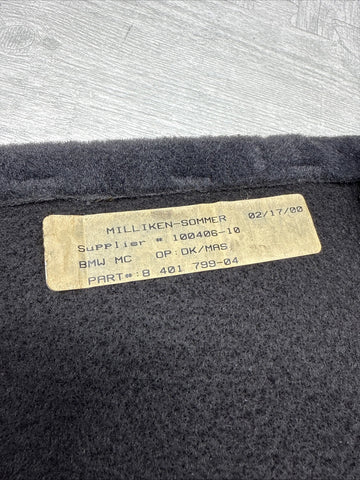 MILLIKEN-SOMMER 02/17/00
Supplier # 100406-10
BMW MC OP:DK/MAS
PART#:8 401 799-04